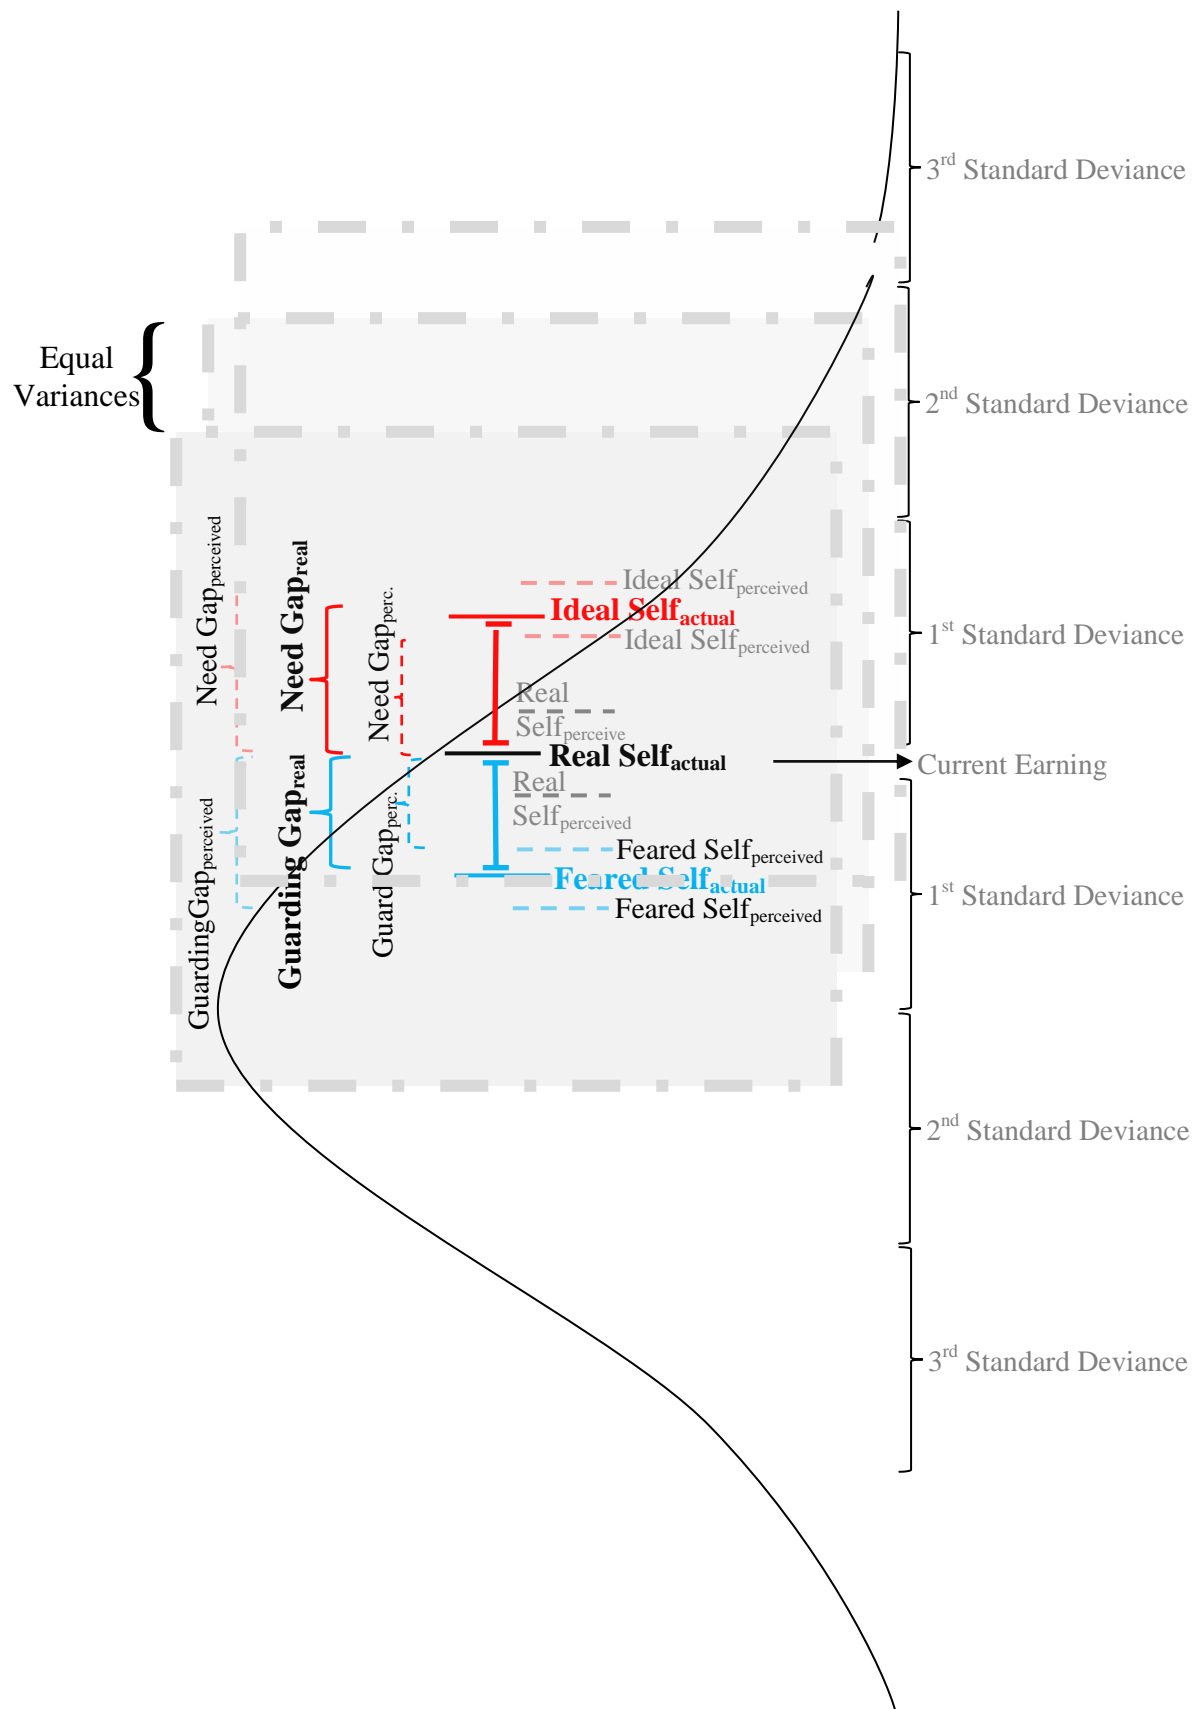 3rd Standard Deviance
Equal
Variances
2nd Standard Deviance
Need Gapperceived
Need Gapreal
Need Gapperc.
Ideal Selfperceived
Ideal Selfactual
Ideal Selfperceived
1st Standard Deviance
Real
Selfperceive
Real Selfactual
Current Earning
Real
Selfperceived
GuardingGapperceived
Guarding Gapreal
Guard Gapperc.
Feared Selfperceived
Feared Selfactual
Feared Selfperceived
1st Standard Deviance
2nd Standard Deviance
3rd Standard Deviance